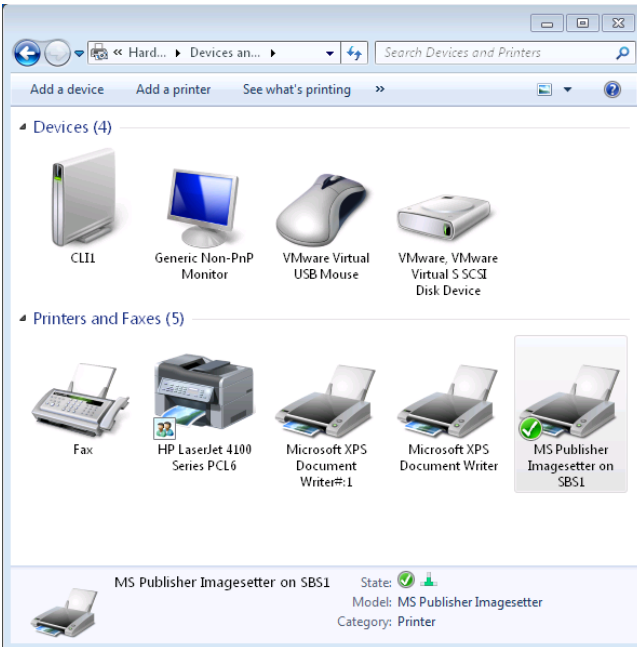 « Hard... ▸ Devices an... ▸
Search Devices and Printers
Add a device Add a printer See what's printing »
Devices (4)
CLI1
Generic Non-PnP
Monitor
VMware Virtual
USB Mouse
VMware, VMware
Virtual S SCSI
Disk Device
Printers and Faxes (5)
Fax
HP LaserJet 4100
Series PCL6
Microsoft XPS
Document
Writer#:1
Microsoft XPS
Document Writer
MS Publisher
Imagesetter on
SBS1
MS Publisher Imagesetter on SBS1 State:
Model: MS Publisher Imagesetter
Category: Printer